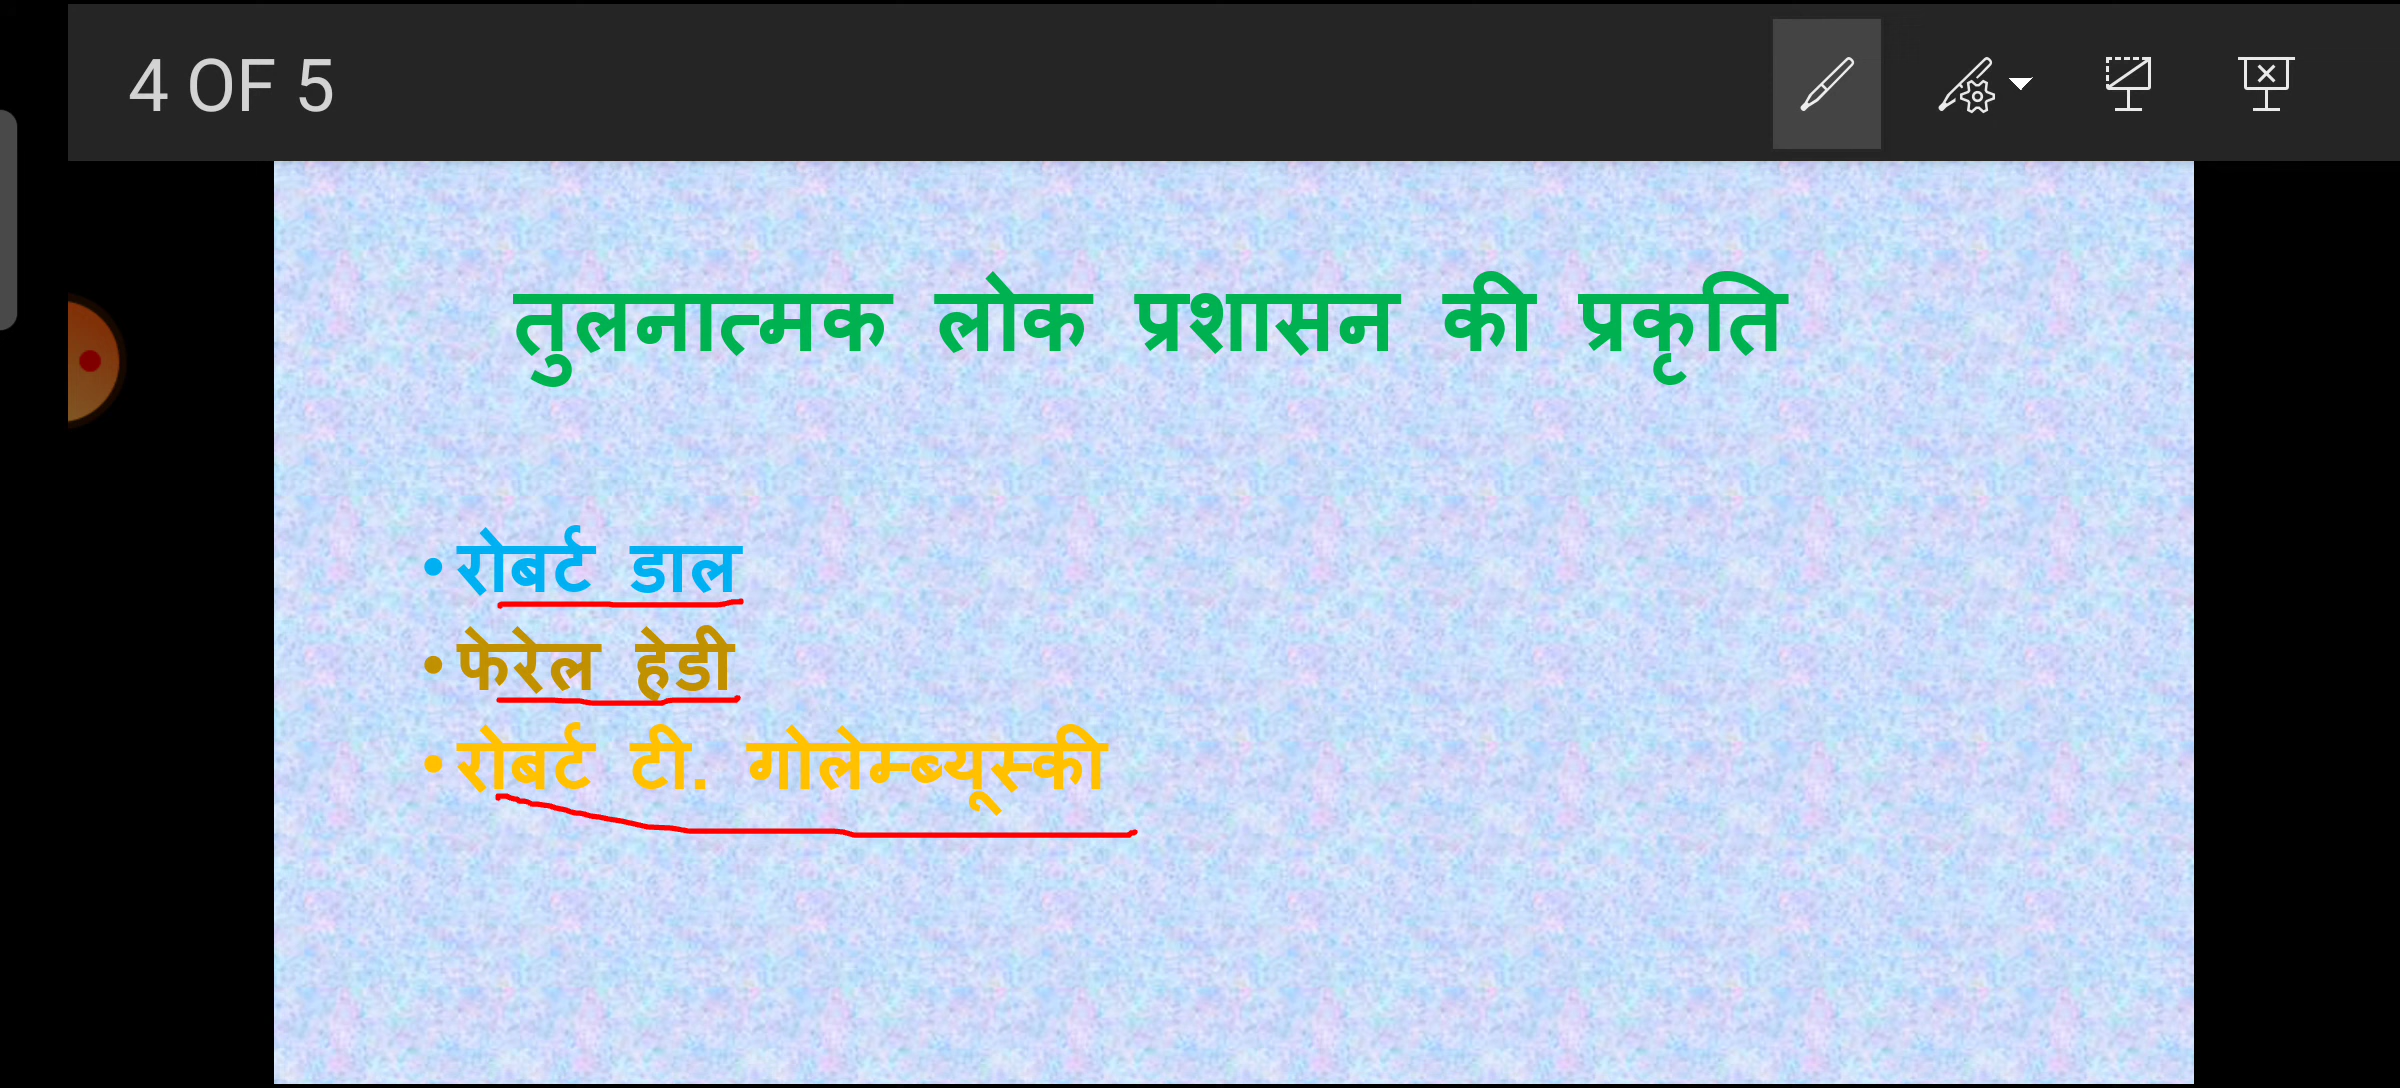 4 OF 5
तुलनात्मक लोक प्रशासन की प्रकृति
• रोबर्ट डाल
• फेरेल हेडी
• रोबर्ट टी. गोलेम्ब्यूस्की